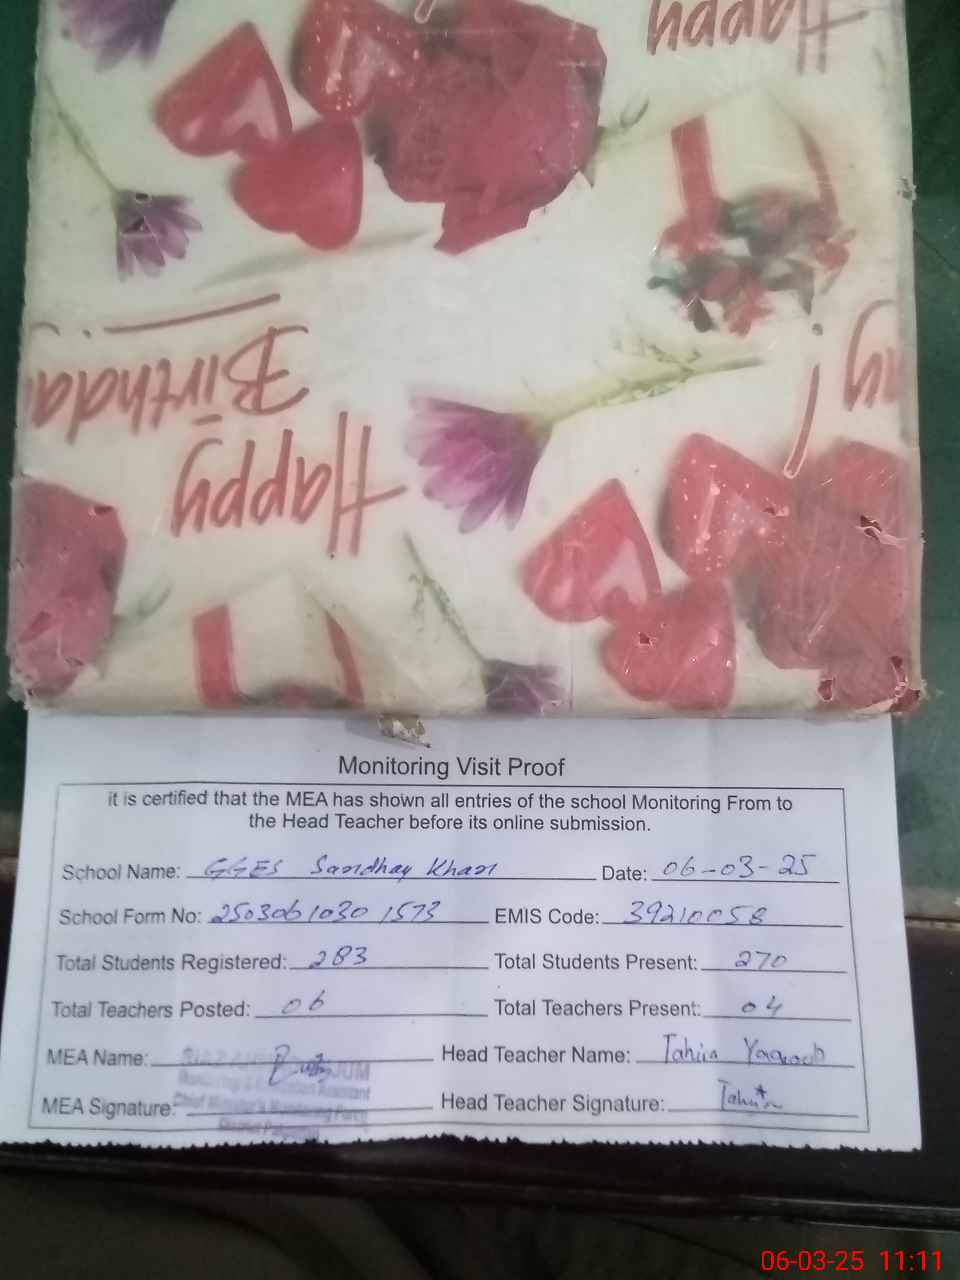 Happy
Birthda
Happy
Monitoring Visit Proof
it is certified that the MEA has shown all entries of the school Monitoring From to
the Head Teacher before its online submission.
School Name: GGES Sandhay Khan Date: 06-03-25
School Form No: 2503061030 1573 EMIS Code: 39210058
Total Students Registered: 283 Total Students Present: 270
Total Teachers Posted: 06 Total Teachers Present: 04
MEA Name: Head Teacher Name: Tahira Yaqoob
MEA Signature: Head Teacher Signature: Tahira
06-03-25 11:11